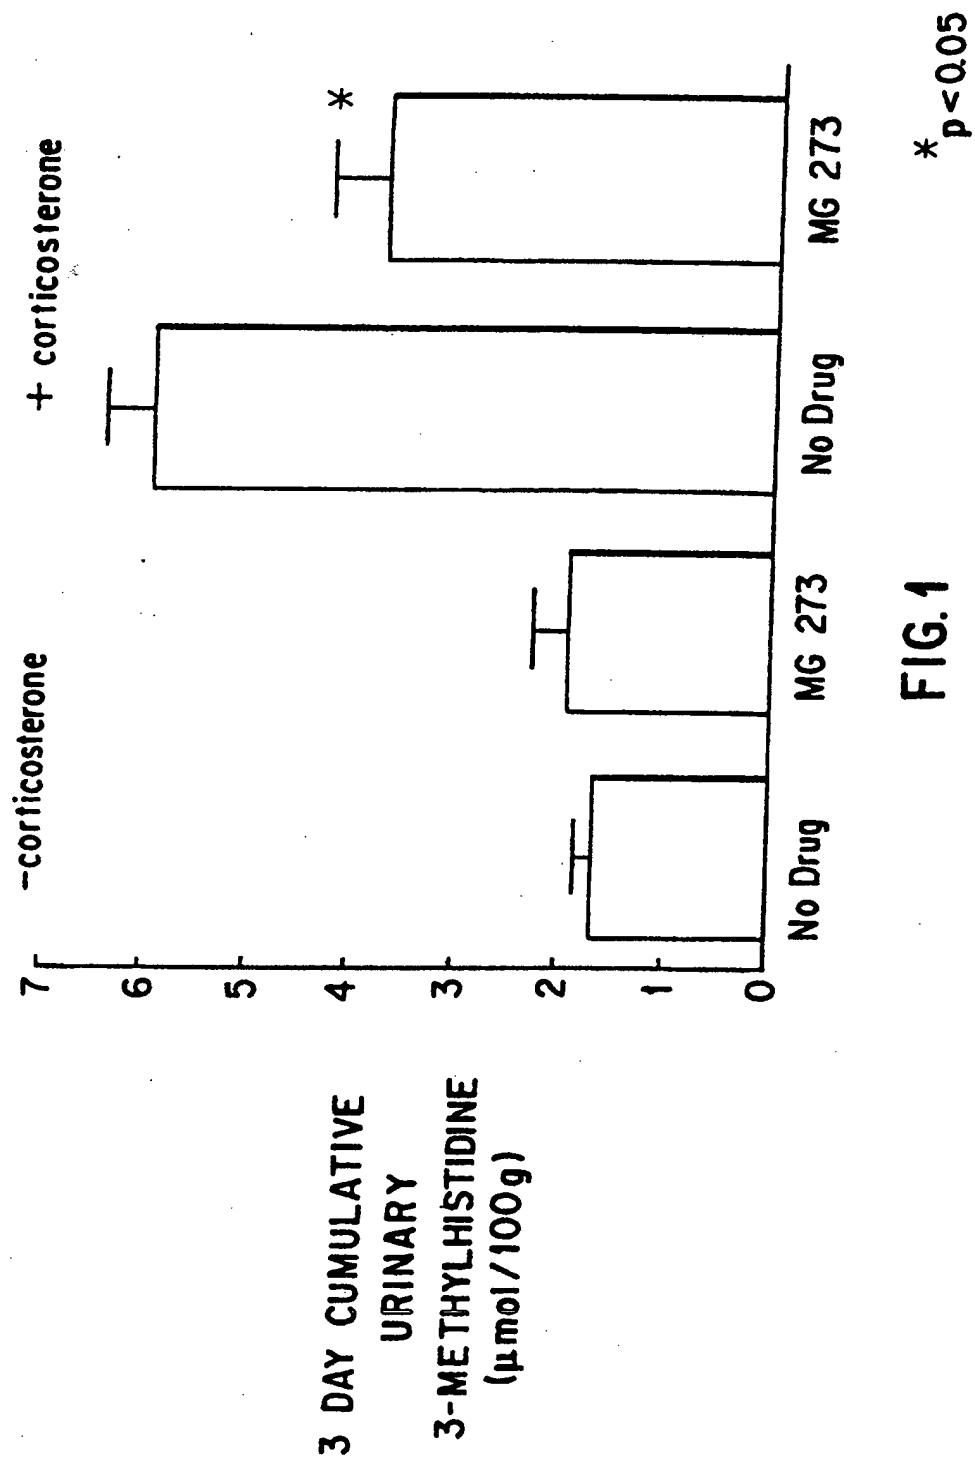 3 DAY CUMULATIVE
URINARY
3-METHYLHISTIDINE
(μmol/100g)
7
6
5
4
3
2
1
0
-corticosterone
+ corticosterone
*
No Drug
MG 273
No Drug
MG 273
* p<0.05
FIG. 1